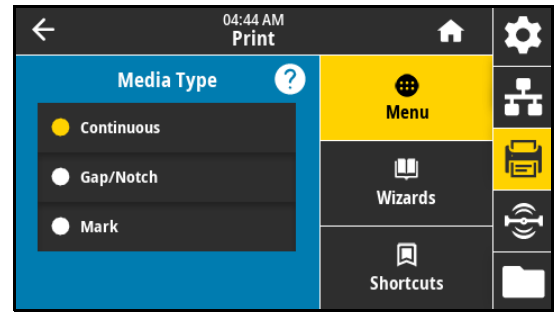 04:44 AM
Print
Media Type
?
Continuous
Gap/Notch
Mark
Menu
Wizards
Shortcuts